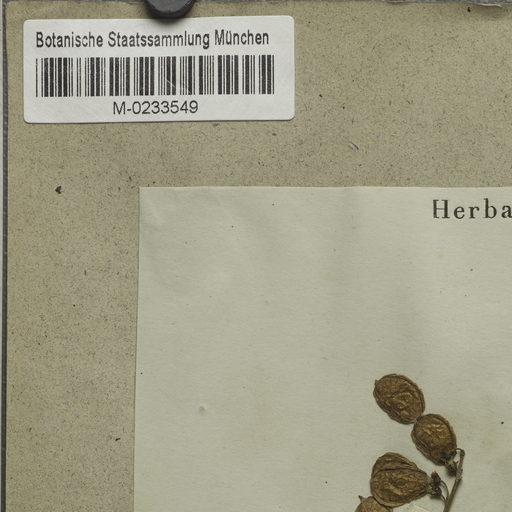 Botanische Staatssammlung München
M-0233549
Herba